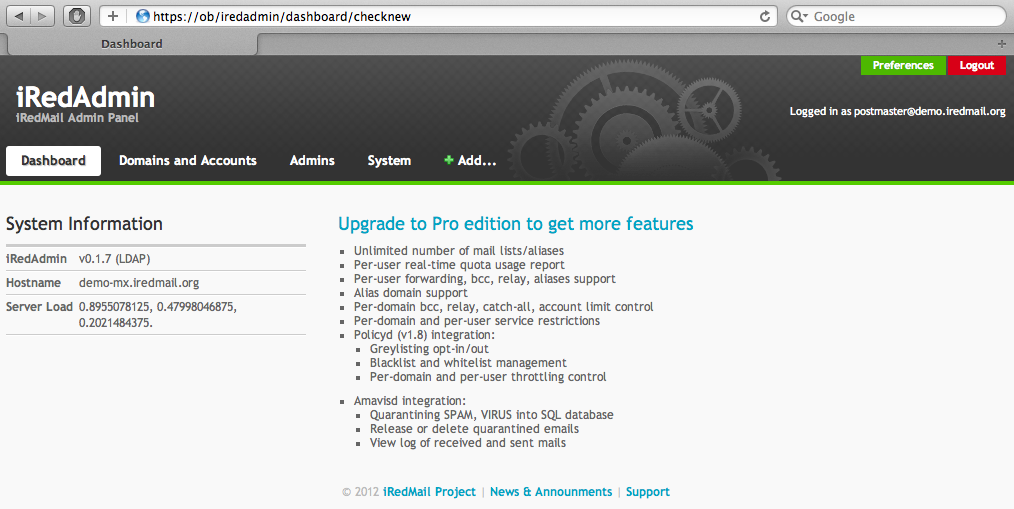 https://ob/iredadmin/dashboard/checknew
Google
Dashboard
Preferences
Logout
iRedAdmin
iRedMail Admin Panel
Logged in as postmaster@demo.iredmail.org
Dashboard
Domains and Accounts
Admins
System
Add...
System Information
iRedAdmin v0.1.7 (LDAP)
Hostname demo-mx.iredmail.org
Server Load 0.8955078125, 0.47998046875,
0.2021484375.
Upgrade to Pro edition to get more features
Unlimited number of mail lists/aliases
Per-user real-time quota usage report
Per-user forwarding, bcc, relay, aliases support
Alias domain support
Per-domain bcc, relay, catch-all, account limit control
Per-domain and per-user service restrictions
Policyd (v1.8) integration:
Greylisting opt-in/out
Blacklist and whitelist management
Per-domain and per-user throttling control
Amavisd integration:
Quarantining SPAM, VIRUS into SQL database
Release or delete quarantined emails
View log of received and sent mails
© 2012 iRedMail Project | News & Announments | Support